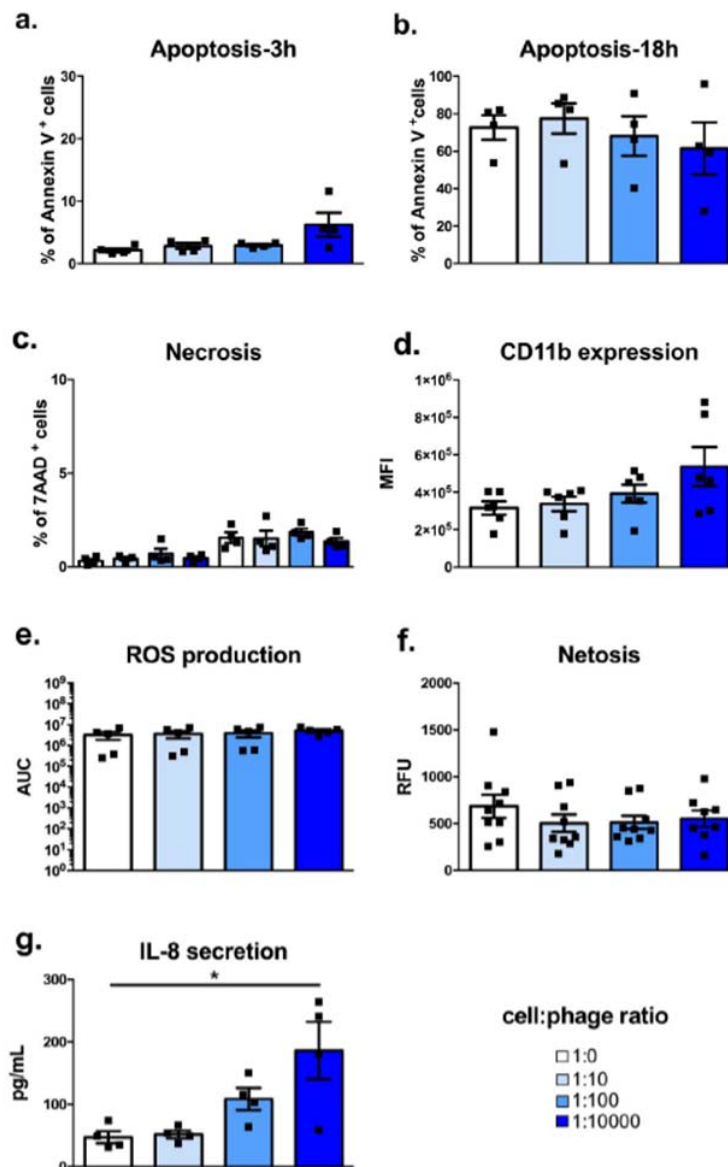 a.
Apoptosis-3h
% of Annexin V + cells
30
20
10
0
b.
Apoptosis-18h
% of Annexin V +cells
100
80
60
40
20
0
c.
Necrosis
% of 7AAD + cells
10
5
0
d.
CD11b expression
MFI
1×10⁶
8×10⁵
6×10⁵
4×10⁵
2×10⁵
0
e.
ROS production
AUC
10⁹
10⁸
10⁷
10⁶
10⁵
10⁴
10³
10²
10¹
10⁰
f.
Netosis
RFU
2000
1500
1000
500
0
g.
IL-8 secretion
*
pg/mL
300
200
100
0
cell:phage ratio
1:0
1:10
1:100
1:10000